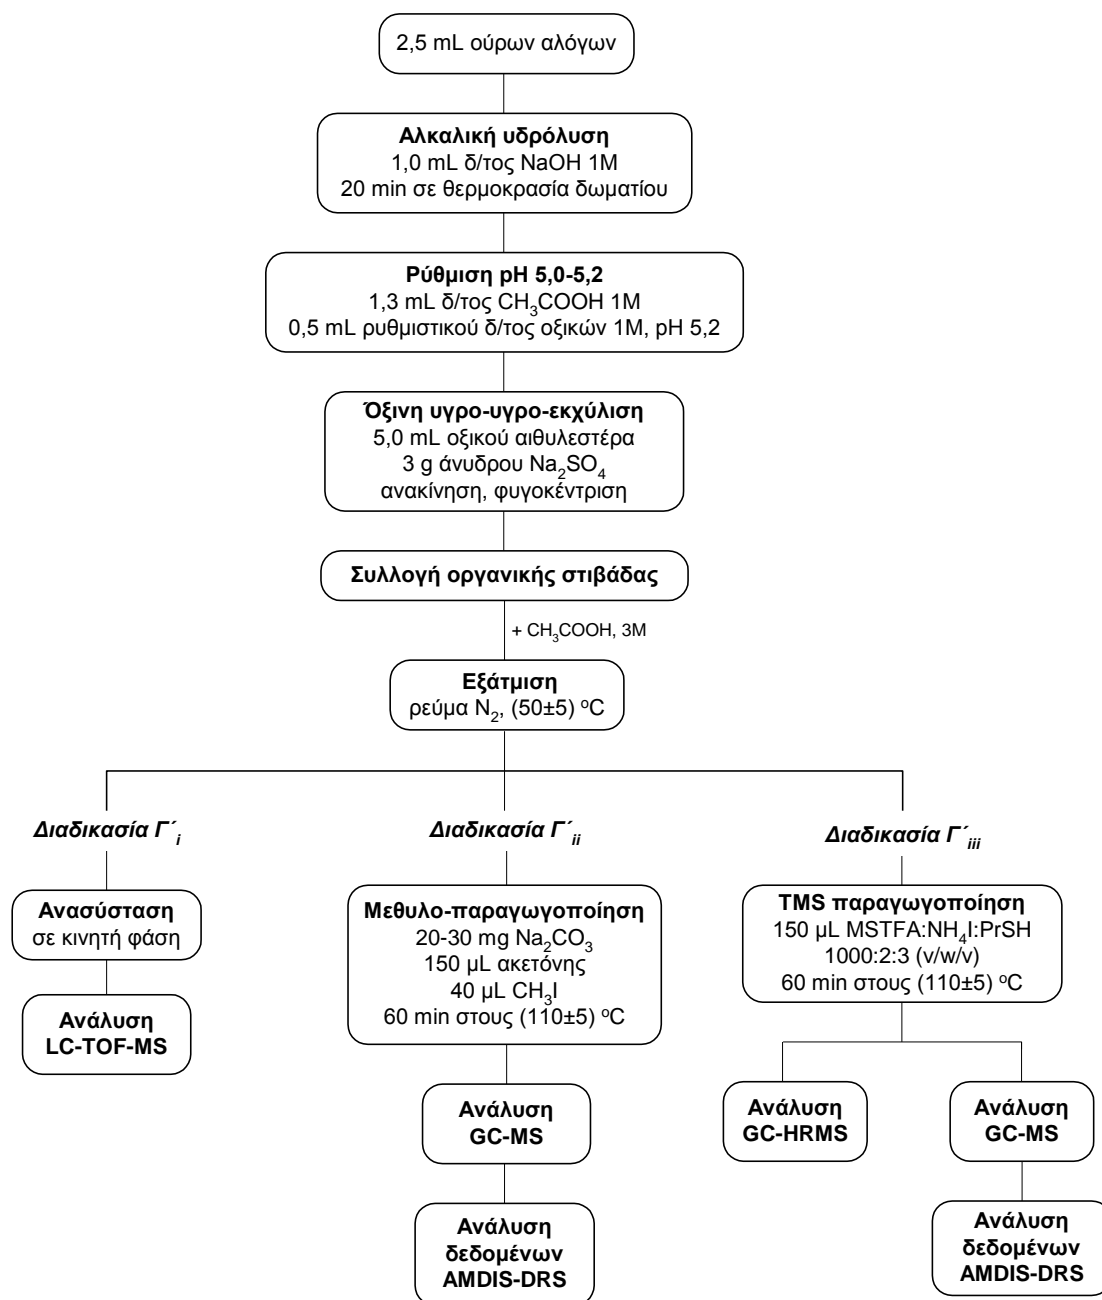 2,5 mL ούρων αλόγων
Αλκαλική υδρόλυση
1,0 mL δ/τος NaOH 1M
20 min σε θερμοκρασία δωματίου
Ρύθμιση pH 5,0-5,2
1,3 mL δ/τος CH₃COOH 1M
0,5 mL ρυθμιστικού δ/τος οξικών 1M, pH 5,2
Όξινη υγρο-υγρο-εκχύλιση
5,0 mL οξικού αιθυλεστέρα
3 g άνυδρου Na₂SO₄
ανακίνηση, φυγοκέντριση
Συλλογή οργανικής στιβάδας
+ CH₃COOH, 3M
Εξάτμιση
ρεύμα N₂, (50±5) ºC
Διαδικασία Γ΄i
Ανασύσταση
σε κινητή φάση
Ανάλυση
LC-TOF-MS
Διαδικασία Γ΄ii
Μεθυλο-παραγωγοποίηση
20-30 mg Na₂CO₃
150 μL ακετόνης
40 μL CH₃I
60 min στους (110±5) ºC
Ανάλυση
GC-MS
Ανάλυση
δεδομένων
AMDIS-DRS
Διαδικασία Γ΄iii
TMS παραγωγοποίηση
150 μL MSTFA:NH₄I:PrSH
1000:2:3 (v/w/v)
60 min στους (110±5) ºC
Ανάλυση
GC-HRMS
Ανάλυση
GC-MS
Ανάλυση
δεδομένων
AMDIS-DRS